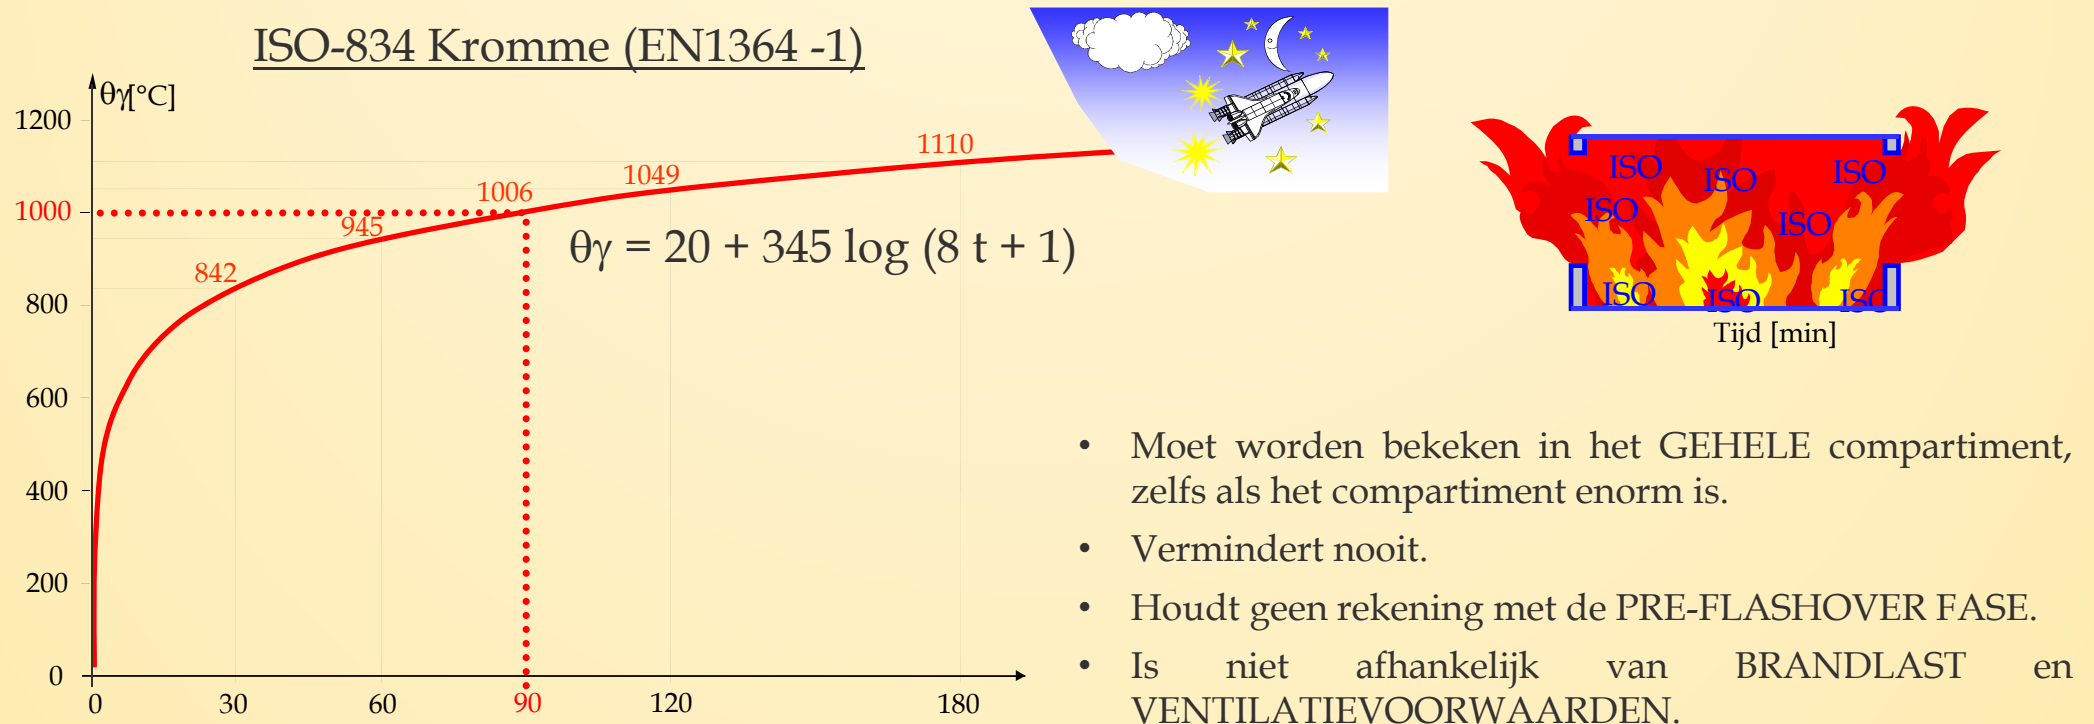 ISO-834 Kromme (EN1364 -1)
θγ[°C]
1200
1000
800
600
400
200
0
842
945
1006
1049
1110
θγ = 20 + 345 log (8 t + 1)
0 30 60 90 120 180
ISO ISO ISO
ISO ISO
ISO ISO ISO
Tijd [min]
• Moet worden bekeken in het GEHELE compartiment,
zelfs als het compartiment enorm is.
• Vermindert nooit.
• Houdt geen rekening met de PRE-FLASHOVER FASE.
• Is niet afhankelijk van BRANDLAST en
VENTILATIEVOORWAARDEN.